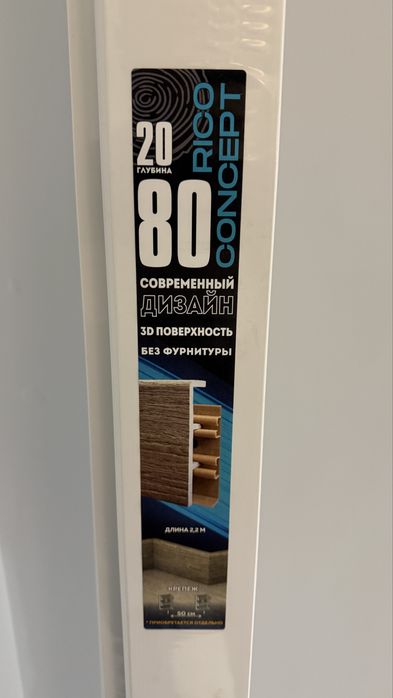 RICO
CONCEPT
20
ГЛУБИНА
80
СОВРЕМЕННЫЙ
ДИЗАЙН
3D ПОВЕРХНОСТЬ
БЕЗ ФУРНИТУРЫ
ДЛИНА 2,2 М
КРЕПЕЖ
50 см
* ПРИОБРЕТАЕТСЯ ОТДЕЛЬНО